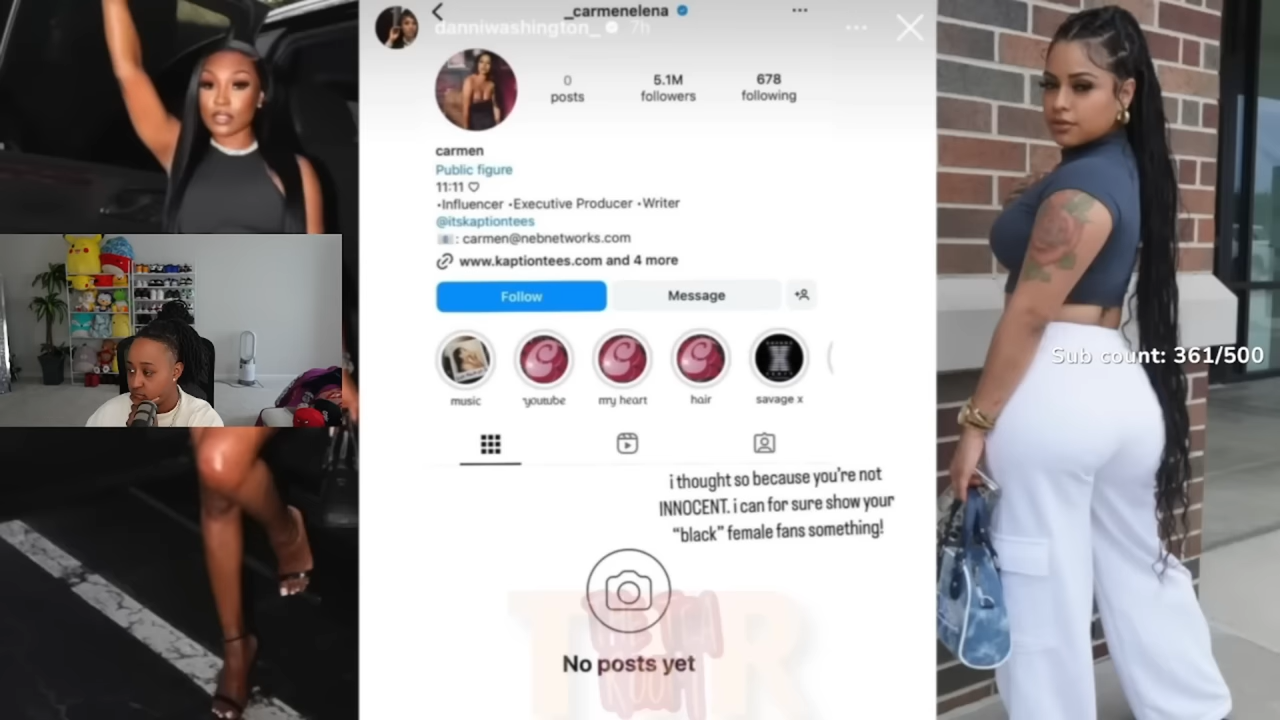 _carmenelena
danniwashington_ 7h
0 posts
5.1M followers
678 following
carmen
Public figure
11:11 ♡
•Influencer •Executive Producer •Writer
@itskaptiontees
: carmen@nebnetworks.com
www.kaptiontees.com and 4 more
Follow
Message
music
youtube
my heart
hair
savage x
Sub count: 361/500
i thought so because you're not
INNOCENT. i can for sure show your
"black" female fans something!
No posts yet